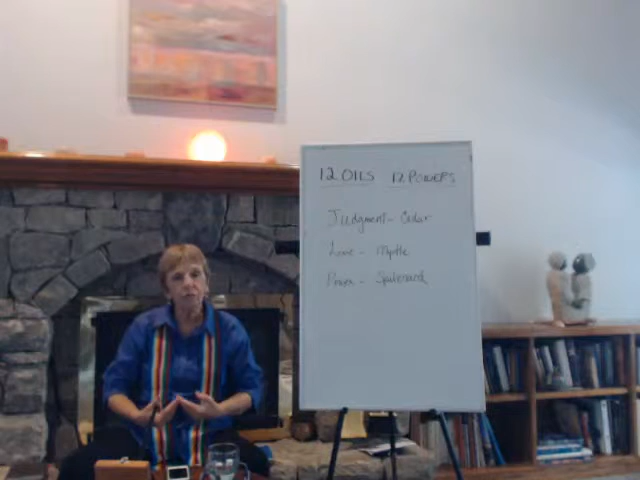 12 OILS 12 POWERS
Judgment - Cedar
Love - Myrtle
Power - Spikenard